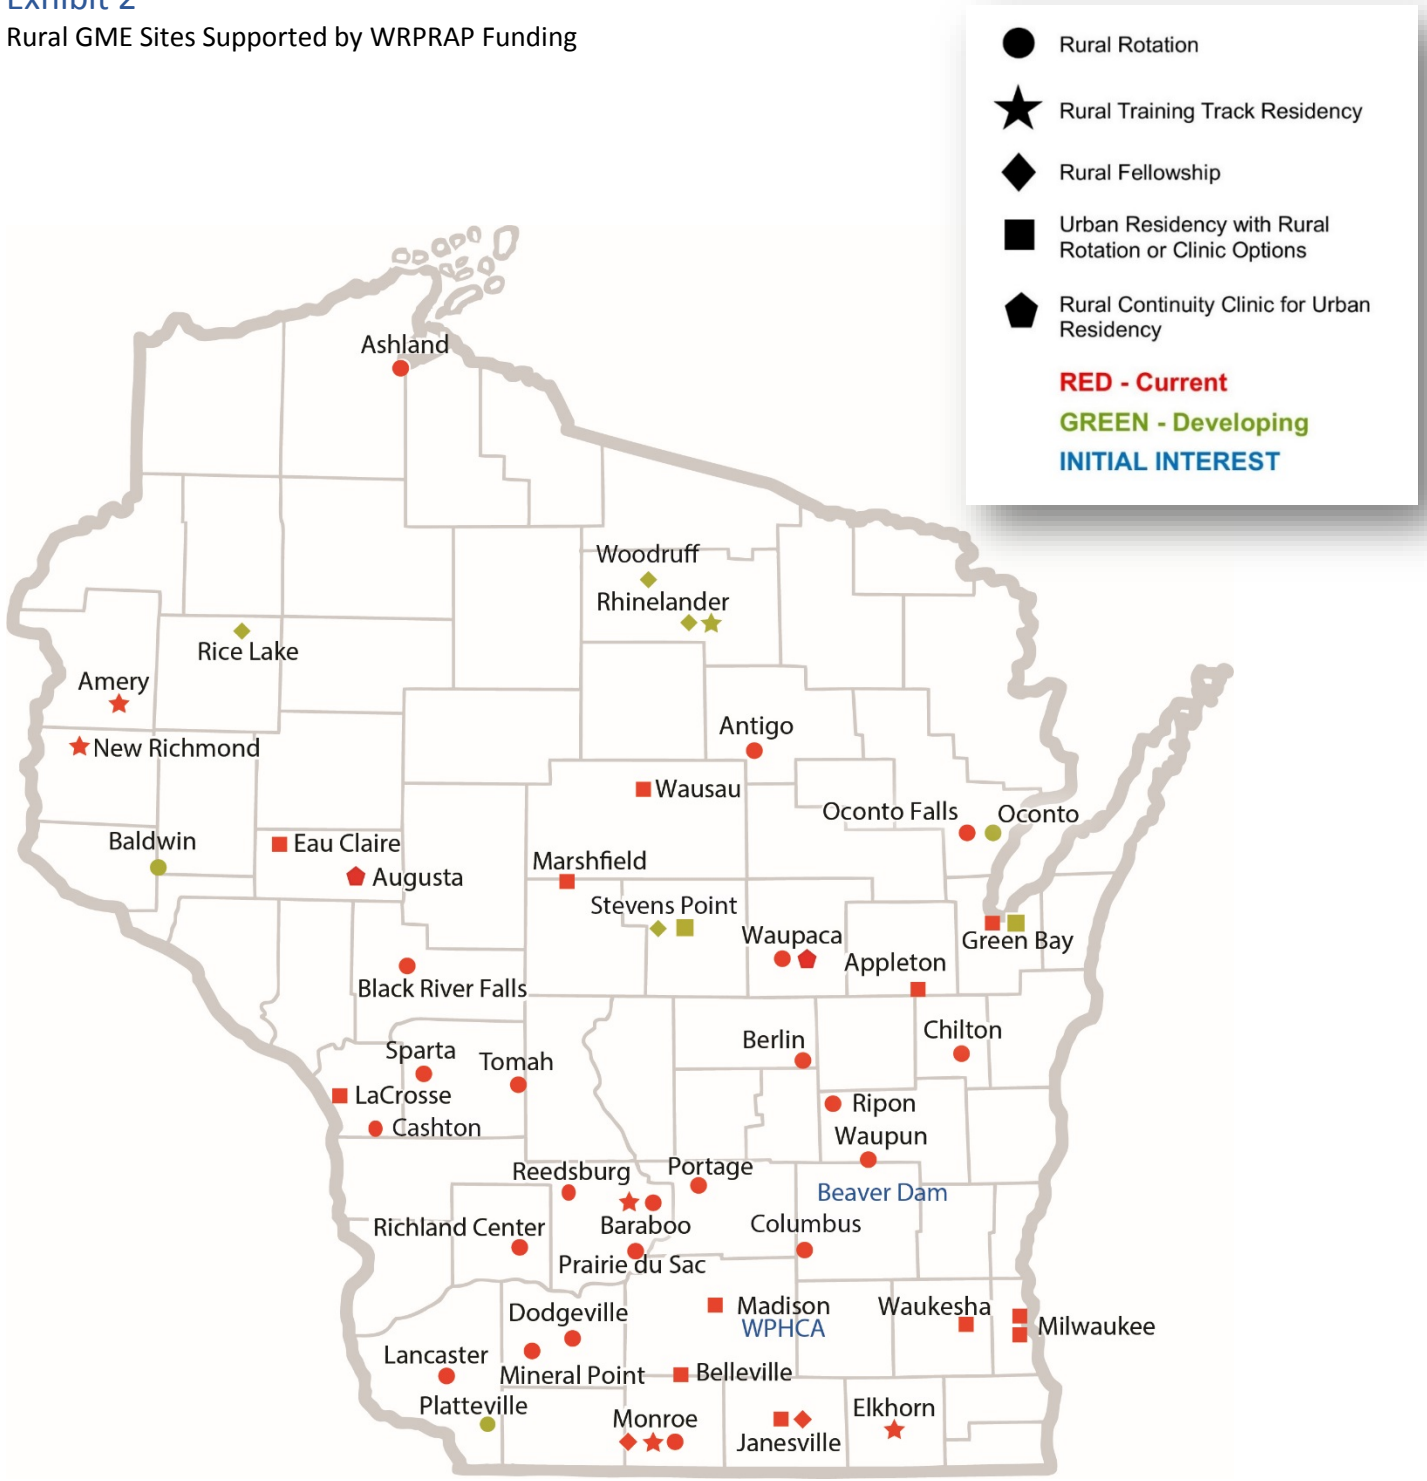 Exhibit 2
Rural GME Sites Supported by WRPRAP Funding
Rural Rotation
Rural Training Track Residency
Rural Fellowship
Urban Residency with Rural
Rotation or Clinic Options
Rural Continuity Clinic for Urban
Residency
RED - Current
GREEN - Developing
INITIAL INTEREST
Ashland
Woodruff
Rhinelander
Rice Lake
Amery
New Richmond
Antigo
Wausau
Oconto Falls
Oconto
Baldwin
Eau Claire
Augusta
Marshfield
Stevens Point
Waupaca
Green Bay
Appleton
Black River Falls
Chilton
Berlin
Sparta
Tomah
LaCrosse
Ripon
Cashton
Waupun
Reedsburg
Portage
Beaver Dam
Richland Center
Baraboo
Columbus
Prairie du Sac
Dodgeville
Madison
WPHCA
Waukesha
Milwaukee
Lancaster
Mineral Point
Belleville
Platteville
Monroe
Janesville
Elkhorn